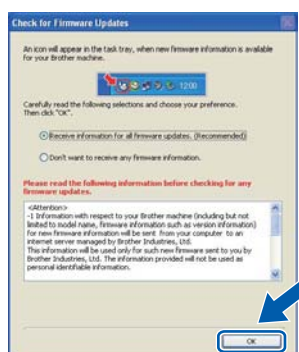 Check for Firmware Updates
An icon will appear in the task tray, when new firmware information is available
for your Brother machine.
12:00
Carefully read the following selections and choose your preference.
Then click "OK".
Receive information for all firmware updates. (Recommended)
Don't want to receive any firmware information.
Please read the following information before checking for any
firmware updates.
<Attention>
-1 Information with respect to your Brother machine (including but not
limited to model name, firmware information such as version information)
for new firmware information will be sent from your computer to an
internet server managed by Brother Industries, Ltd.
This information will be used only for such new firmware sent to you by
Brother Industries, Ltd. The information provided will not be used as
personal identifiable information.
OK